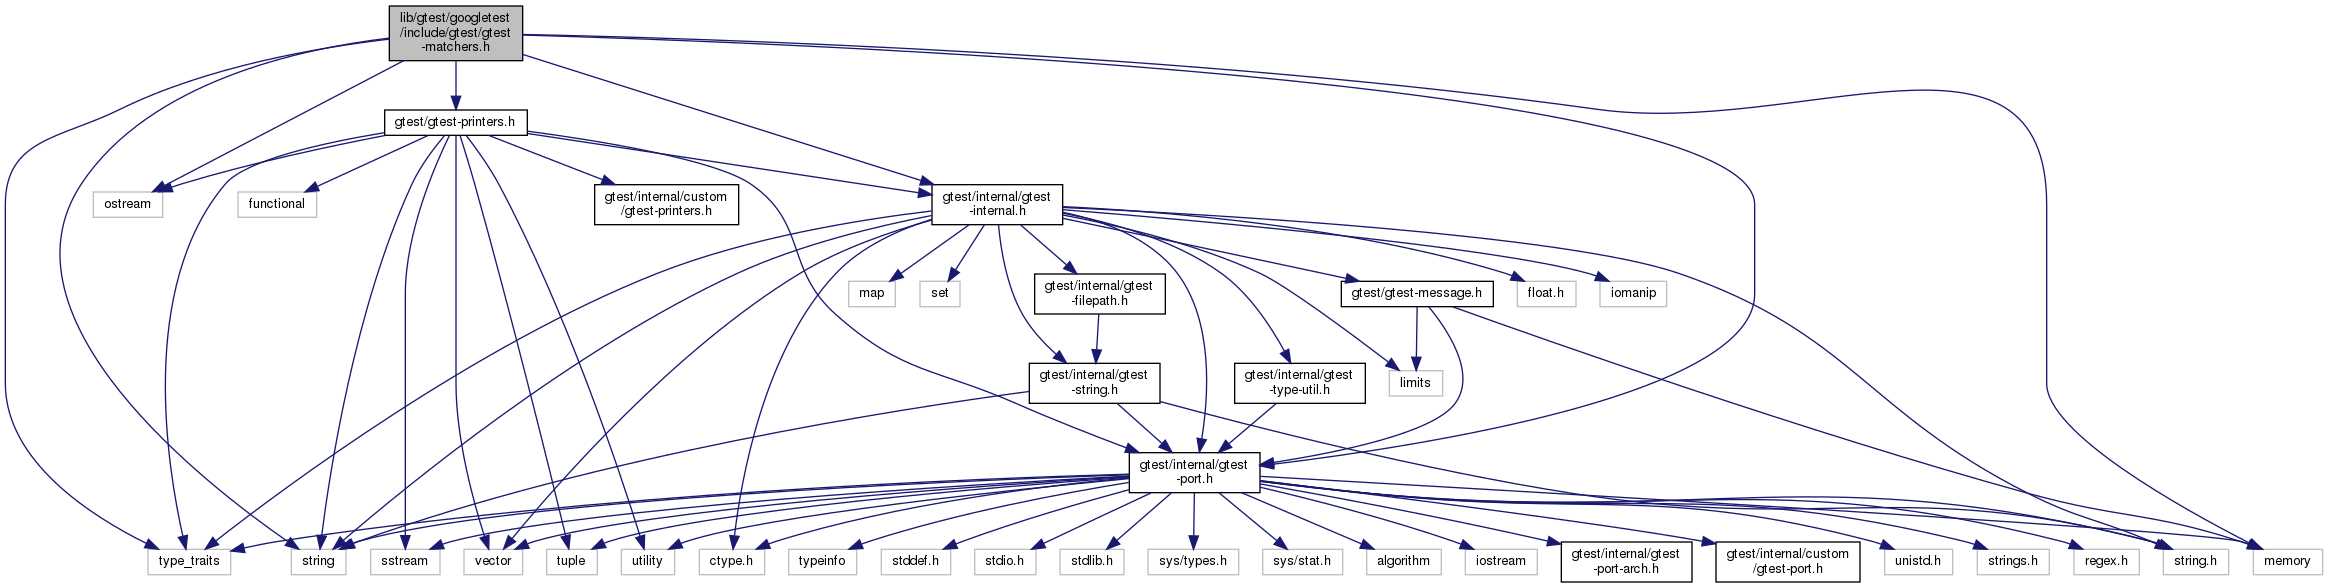 lib/gtest/googletest
/include/gtest/gtest
-matchers.h
gtest/gtest-printers.h
ostream
functional
gtest/internal/custom
/gtest-printers.h
gtest/internal/gtest
-internal.h
map
set
gtest/internal/gtest
-filepath.h
gtest/gtest-message.h
float.h
iomanip
gtest/internal/gtest
-string.h
gtest/internal/gtest
-type-util.h
limits
gtest/internal/gtest
-port.h
type_traits
string
sstream
vector
tuple
utility
ctype.h
typeinfo
stddef.h
stdio.h
stdlib.h
sys/types.h
sys/stat.h
algorithm
iostream
gtest/internal/gtest
-port-arch.h
gtest/internal/custom
/gtest-port.h
unistd.h
strings.h
regex.h
string.h
memory